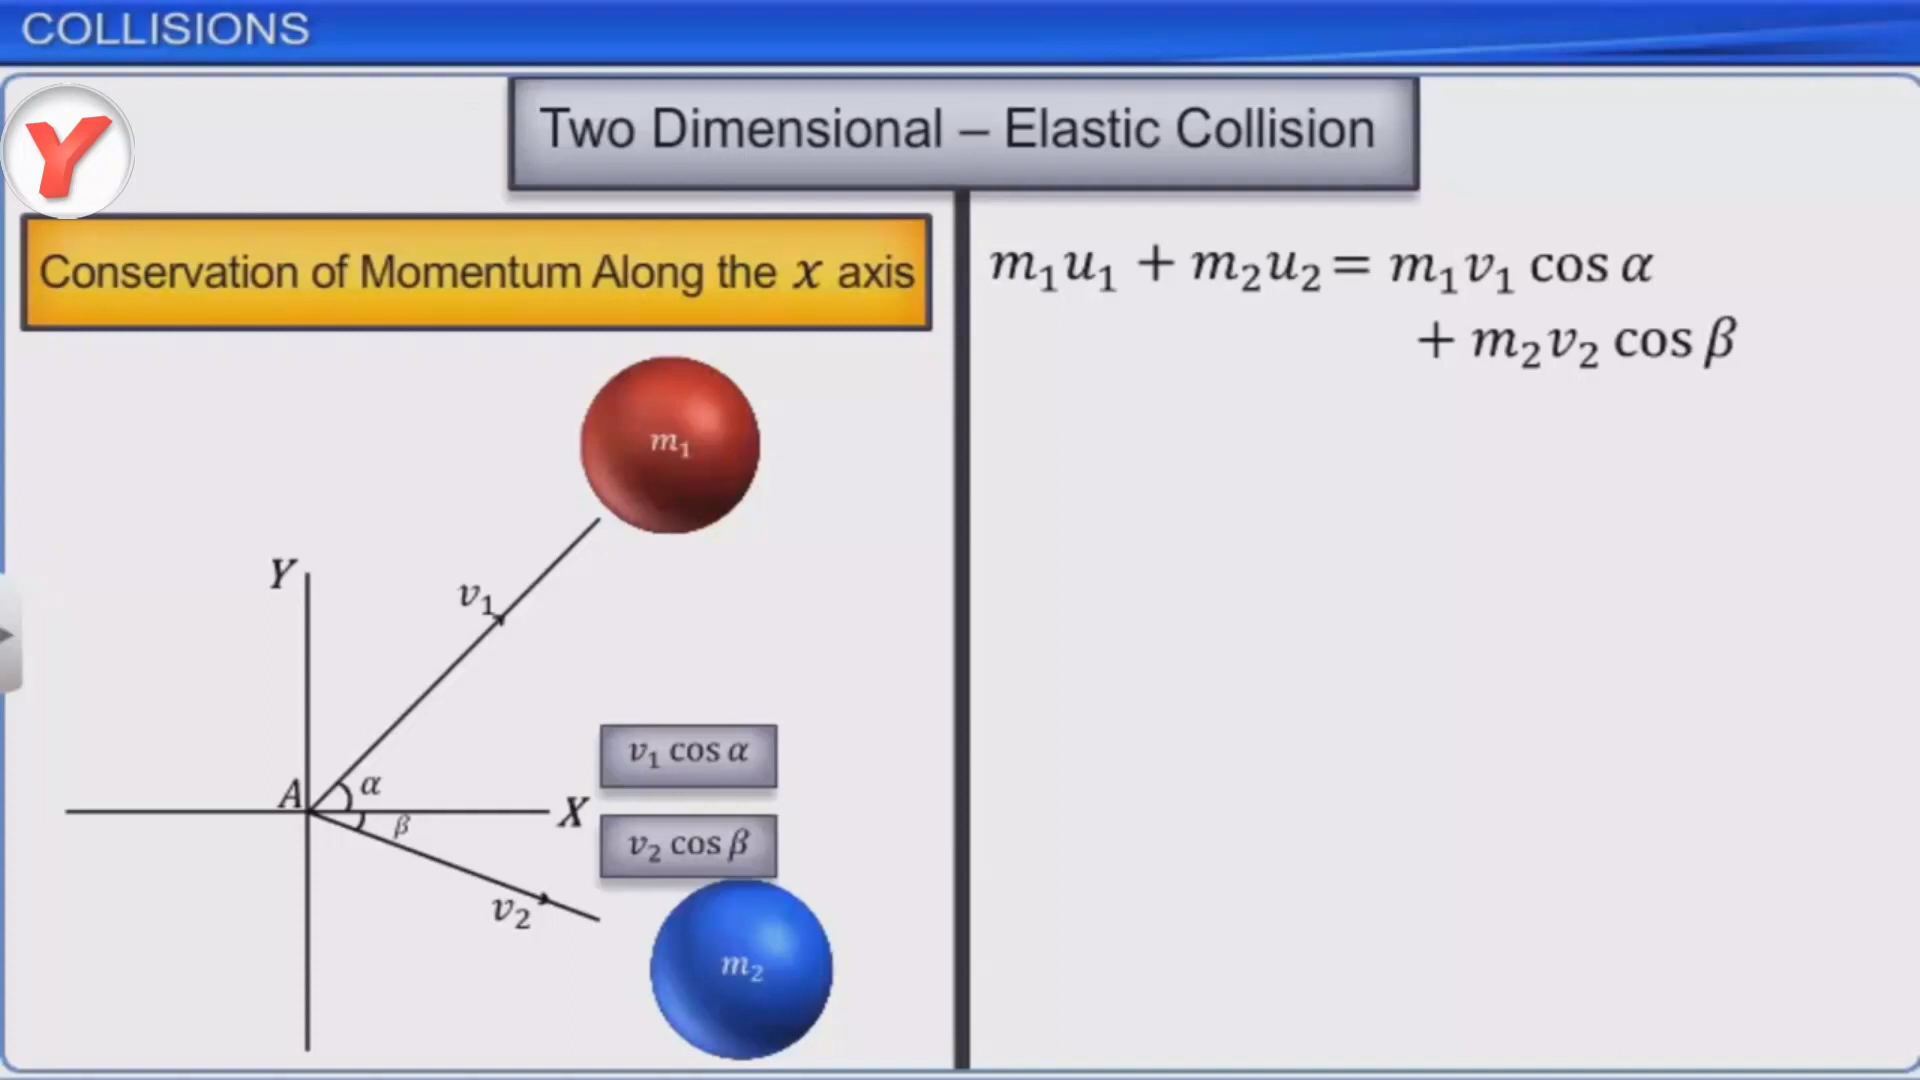 COLLISIONS
Y
Two Dimensional – Elastic Collision
Conservation of Momentum Along the x axis
m₁u₁ + m₂u₂ = m₁v₁ cos α
+ m₂v₂ cos β
m₁
Y
v₁
v₁ cos α
A
α
X
β
v₂ cos β
v₂
m₂